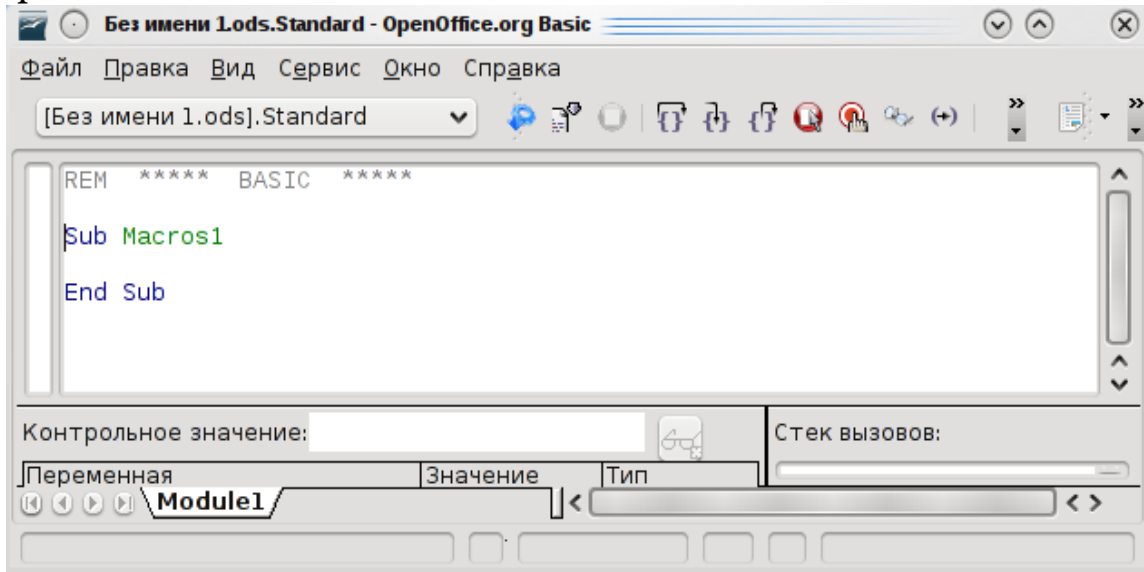 Без имени 1.ods.Standard - OpenOffice.org Basic
Файл Правка Вид Сервис Окно Справка
[Без имени 1.ods].Standard
REM ***** BASIC *****
Sub Macros1
End Sub
Контрольное значение:
Стек вызовов:
Переменная Значение Тип
Module1